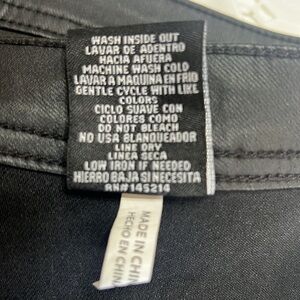 WASH INSIDE OUT
LAVAR DE ADENTRO
HACIA AFUERA
MACHINE WASH COLD
LAVAR A MAQUINA EN FRIO
GENTLE CYCLE WITH LIKE
COLORS
CICLO SUAVE CON
COLORES COMO
DO NOT BLEACH
NO USA BLANQUEADOR
LINE DRY
LINEA SECA
LOW IRON IF NEEDED
HIERRO BAJA SI NECESITA
RN#145214
MADE IN CHIN
HECHO EN CHIN